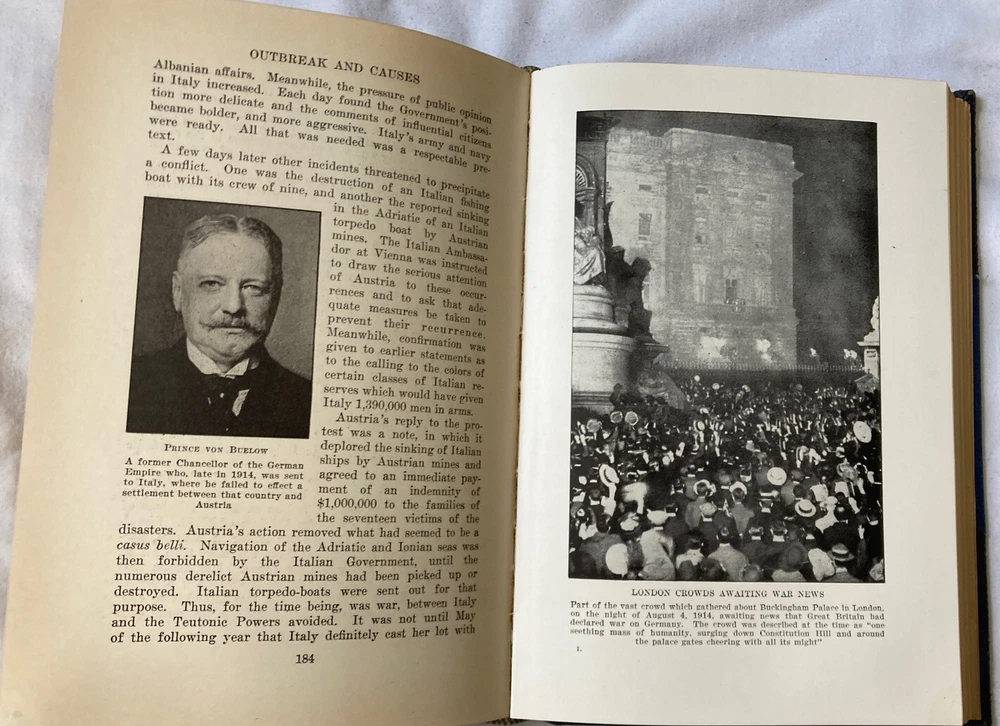 OUTBREAK AND CAUSES
Albanian affairs. Meanwhile, the pressure of public opinion
in Italy increased. Each day found the Government's posi-
tion more delicate and the comments of influential citizens
became bolder, and more aggressive. Italy's army and navy
were ready. All that was needed was a respectable pre-
text.
A few days later other incidents threatened to precipitate
a conflict. One was the destruction of an Italian fishing
boat with its crew of nine, and another the reported sinking
in the Adriatic of an Italian
torpedo boat by Austrian
mines. The Italian Ambassa-
dor at Vienna was instructed
to draw the serious attention
of Austria to these occur-
rences and to ask that ade-
quate measures be taken to
prevent their recurrence.
Meanwhile, confirmation was
given to earlier statements as
to the calling to the colors of
certain classes of Italian re-
serves which would have given
Italy 1,390,000 men in arms.
Austria's reply to the pro-
test was a note, in which it
deplored the sinking of Italian
ships by Austrian mines and
agreed to an immediate pay-
ment of an indemnity of
$1,000,000 to the families of
the seventeen victims of the
PRINCE VON BUELOW
A former Chancellor of the German
Empire who, late in 1914, was sent
to Italy, where he failed to effect a
settlement between that country and
Austria
disasters. Austria's action removed what had seemed to be a
casus belli. Navigation of the Adriatic and Ionian seas was
then forbidden by the Italian Government, until the
numerous derelict Austrian mines had been picked up or
destroyed. Italian torpedo-boats were sent out for that
purpose. Thus, for the time being, was war, between Italy
and the Teutonic Powers avoided. It was not until May
of the following year that Italy definitely cast her lot with
184
LONDON CROWDS AWAITING WAR NEWS
Part of the vast crowd which gathered about Buckingham Palace in London,
on the night of August 4, 1914, awaiting news that Great Britain had
declared war on Germany. The crowd was described at the time as "one
seething mass of humanity, surging down Constitution Hill and around
the palace gates cheering with all its might"
I.